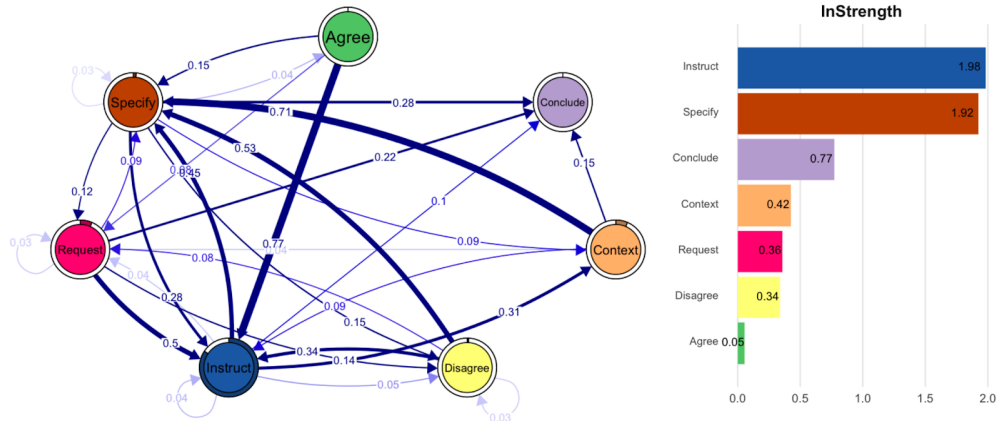 InStrength
Agree
0.03
0.15
0.04
Specify
0.28
Conclude
0.71
0.53
0.22
0.15
0.09
0.45
0.12
0.1
0.03
Request
0.77
0.09
0.04
Context
0.08
0.04
0.28
0.09
0.31
0.15
0.5
0.34
0.14
Instruct
Disagree
0.05
0.04
0.03
Instruct
1.98
Specify
1.92
Conclude
0.77
Context
0.42
Request
0.36
Disagree
0.34
Agree
0.05
0.0 0.5 1.0 1.5 2.0